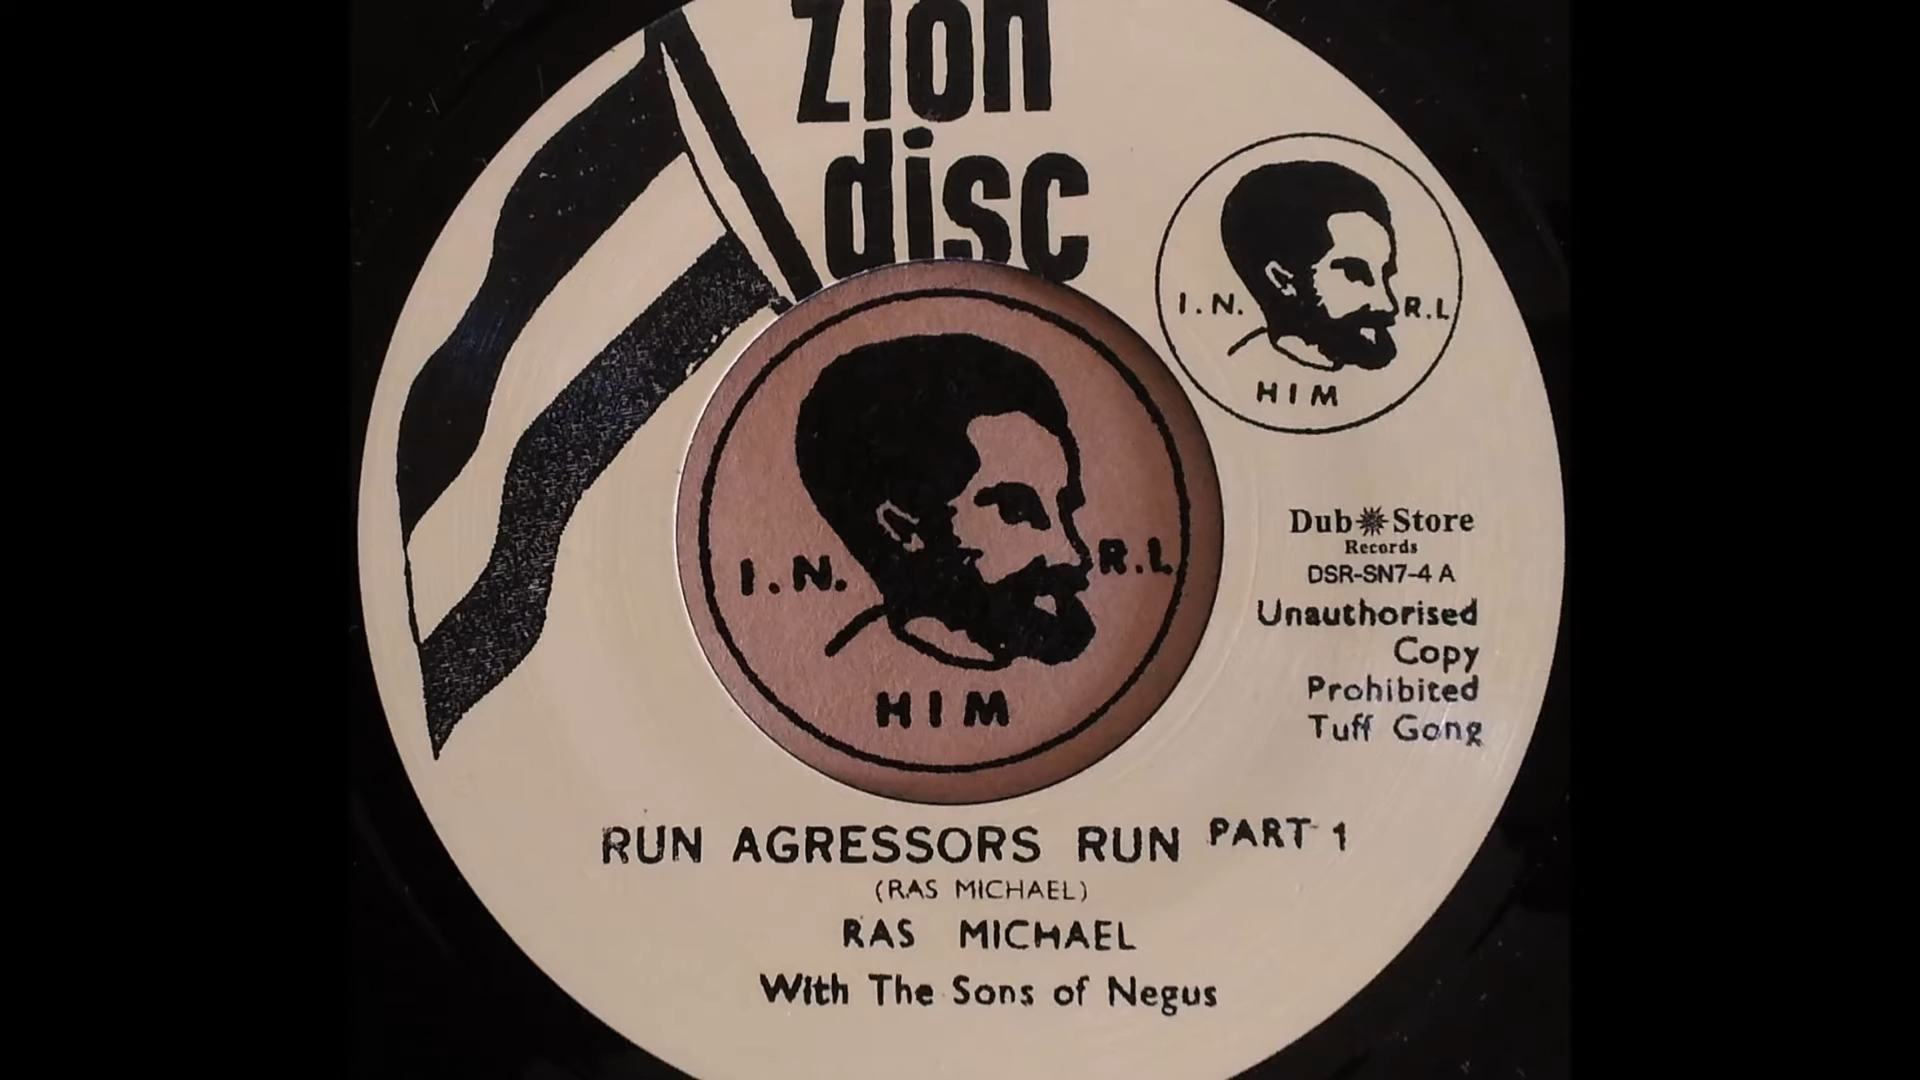 zion
disc
I.N. R.L
HIM
I.N. R.L
HIM
Dub Store
Records
DSR-SN7-4 A
Unauthorised
Copy
Prohibited
Tuff Gong
RUN AGRESSORS RUN PART 1
(RAS MICHAEL)
RAS MICHAEL
With The Sons of Negus